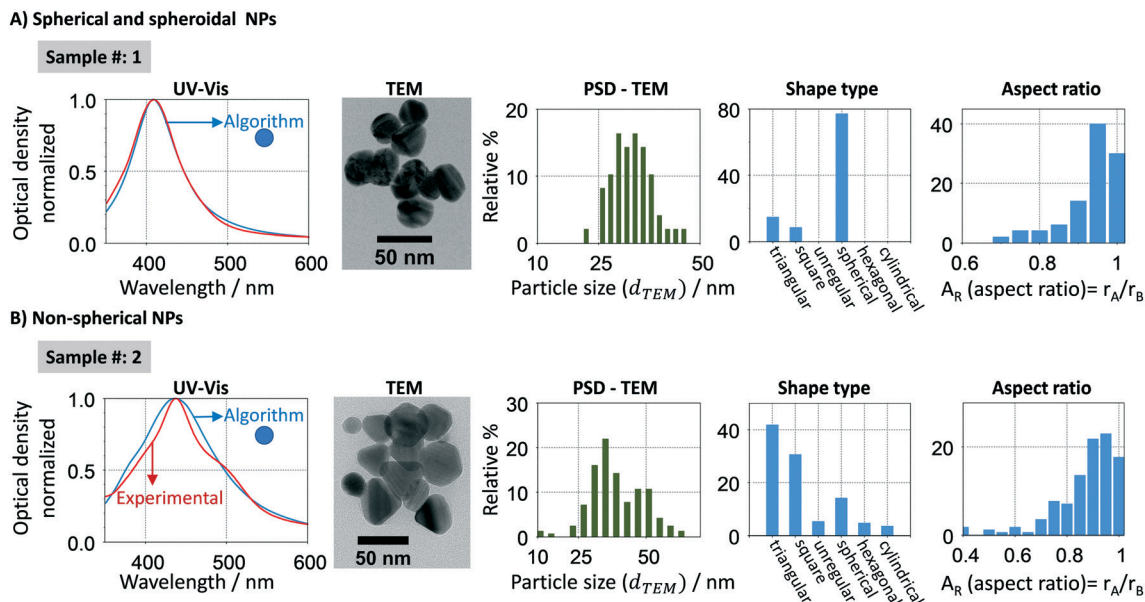 A) Spherical and spheroidal NPs
Sample #: 1
UV-Vis
Optical density
normalized
1.0
0.5
0.0
Algorithm
400
500
600
Wavelength / nm
TEM
50 nm
PSD - TEM
Relative %
20
10
0
10
25
50
Particle size (d_TEM) / nm
Shape type
80
40
0
triangular
square
unregular
spherical
hexagonal
cylindrical
Aspect ratio
40
20
0
0.6
0.8
1
A_R (aspect ratio)= r_A/r_B
B) Non-spherical NPs
Sample #: 2
UV-Vis
Optical density
normalized
1.0
0.5
0.0
Algorithm
Experimental
400
500
600
Wavelength / nm
TEM
50 nm
PSD - TEM
Relative %
30
20
10
0
10
25
50
Particle size (d_TEM) / nm
Shape type
40
20
0
triangular
square
unregular
spherical
hexagonal
cylindrical
Aspect ratio
40
20
0
0.4
0.6
0.8
1
A_R (aspect ratio)= r_A/r_B